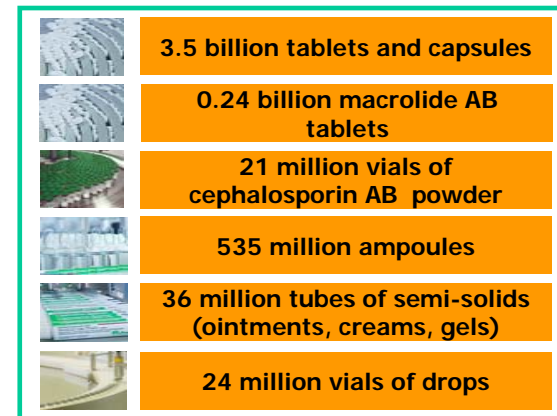 3.5 billion tablets and capsules
0.24 billion macrolide AB
tablets
21 million vials of
cephalosporin AB powder
535 million ampoules
36 million tubes of semi-solids
(ointments, creams, gels)
24 million vials of drops